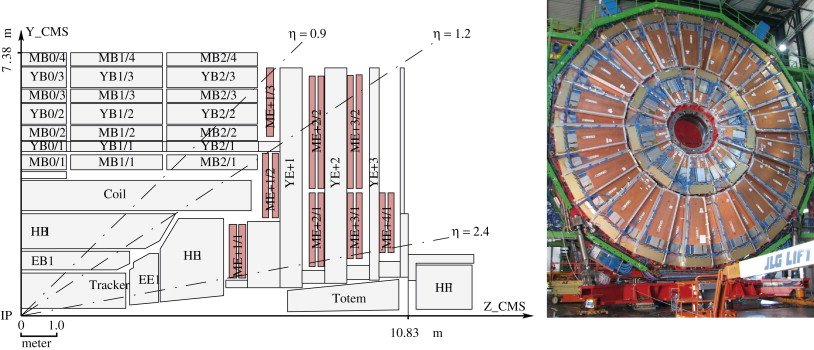 7.38 m
Y_CMS
η = 0.9
η = 1.2
MB0/4 MB1/4 MB2/4
YB0/3 YB1/3 YB2/3
MB0/3 MB1/3 MB2/3
YB0/2 YB1/2 YB2/2
MB0/2 MB1/2 MB2/2
YB0/1 YB1/1 YB2/1
MB0/1 MB1/1 MB2/1
ME+1/3
ME+1/2
YE+1
ME+2/2
YE+2
ME+3/2
YE+3
Coil
HB1
EB1
Tracker
EE1
HE
ME+1/1
ME+2/1
ME+3/1
ME+4/1
η = 2.4
Totem
HF
IP
Z_CMS
0 1.0
meter
10.83 m
JLG LIFT